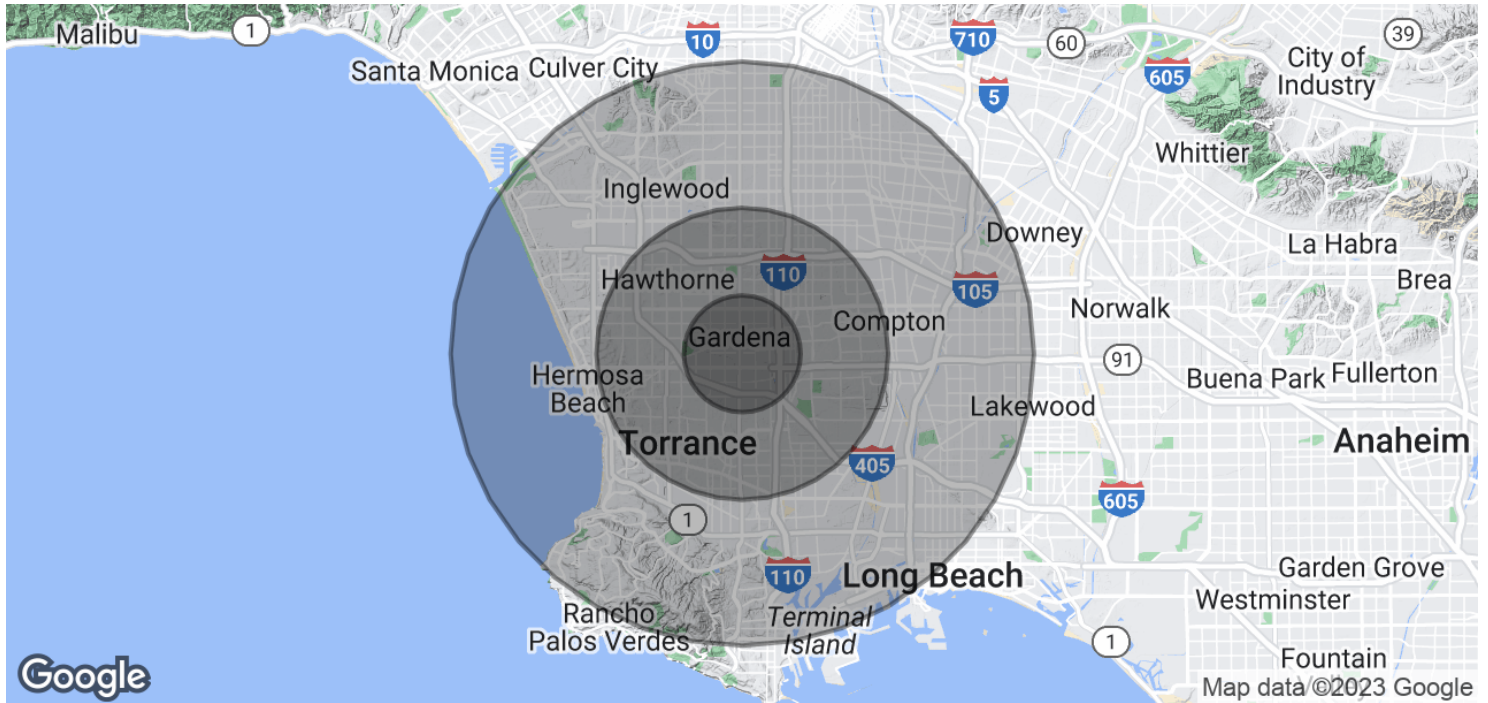 Malibu
1
10
710
60
39
Santa Monica
Culver City
605
City of
Industry
5
Whittier
Inglewood
Downey
La Habra
Hawthorne
110
105
Brea
Compton
Norwalk
Gardena
91
Hermosa
Beach
Buena Park
Fullerton
Lakewood
Torrance
Anaheim
405
605
1
110
Long Beach
Garden Grove
Westminster
Rancho
Palos Verdes
Terminal
Island
1
Fountain
Valley
Google
Map data ©2023 Google